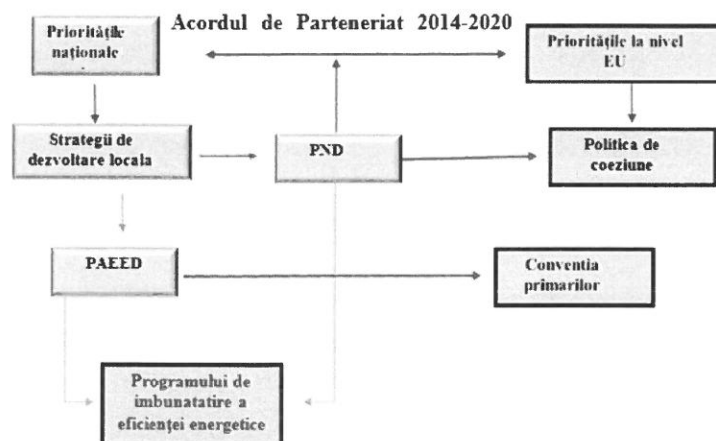 Acordul de Parteneriat 2014-2020
Prioritățile
naționale
Prioritățile la nivel
EU
Strategii de
dezvoltare locala
PND
Politica de
coeziune
PAEED
Conventia
primarilor
Programului de
imbunatatire a
eficienței energetice